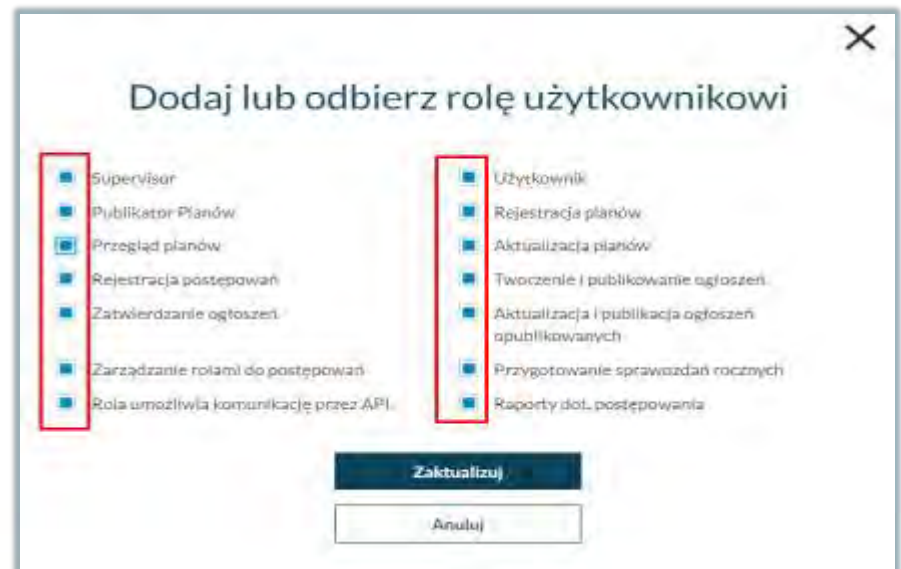 Dodaj lub odbierz rolę użytkownikowi
Supervisor
Użytkownik
Publikator Planów
Rejestracja planów
Przegląd planów
Aktualizacja planów
Rejestracja postępowań
Tworzenie i publikowanie ogłoszeń
Zatwierdzanie ogłoszeń
Aktualizacja i publikacja ogłoszeń
opublikowanych
Zarządzanie rolami do postępowań
Przygotowanie sprawozdań rocznych
Rola umożliwia komunikację przez API.
Raporty dot. postępowania
Zaktualizuj
Anuluj